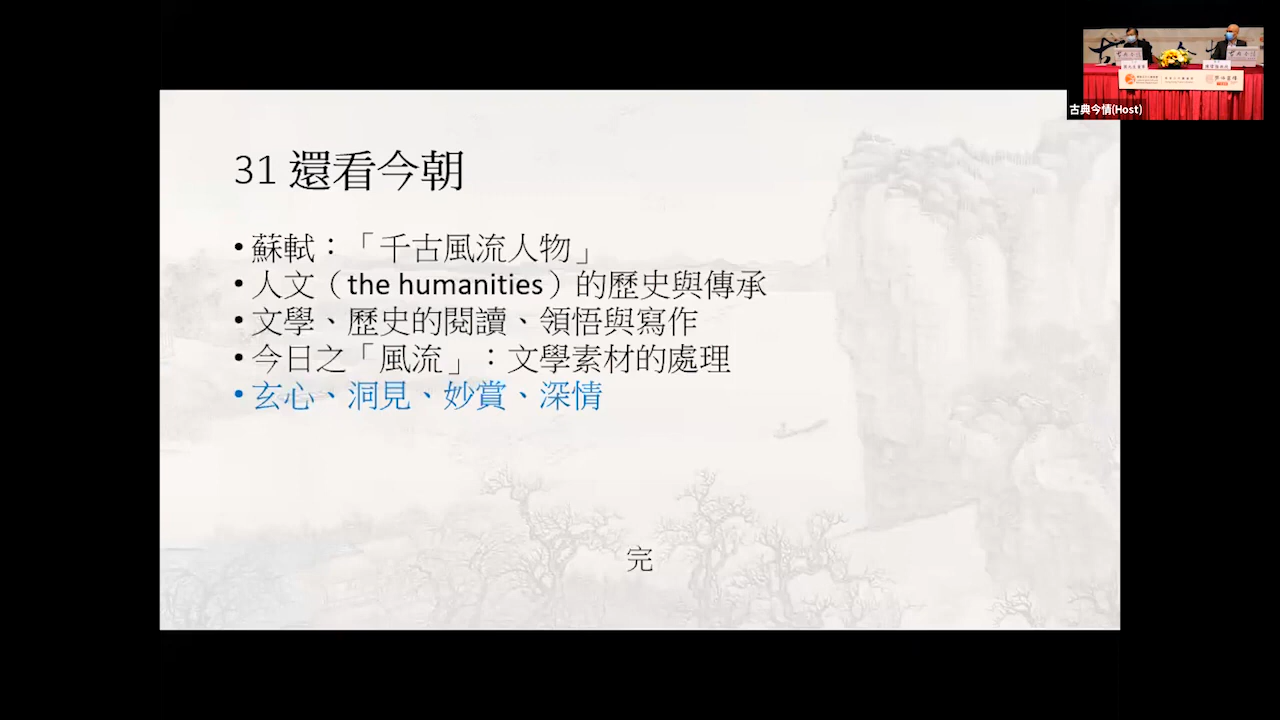 31 還看今朝
• 蘇軾：「千古風流人物」
• 人文（the humanities）的歷史與傳承
• 文學、歷史的閱讀、領悟與寫作
• 今日之「風流」：文學素材的處理
• 玄心、洞見、妙賞、深情
完
古典今情(Host)